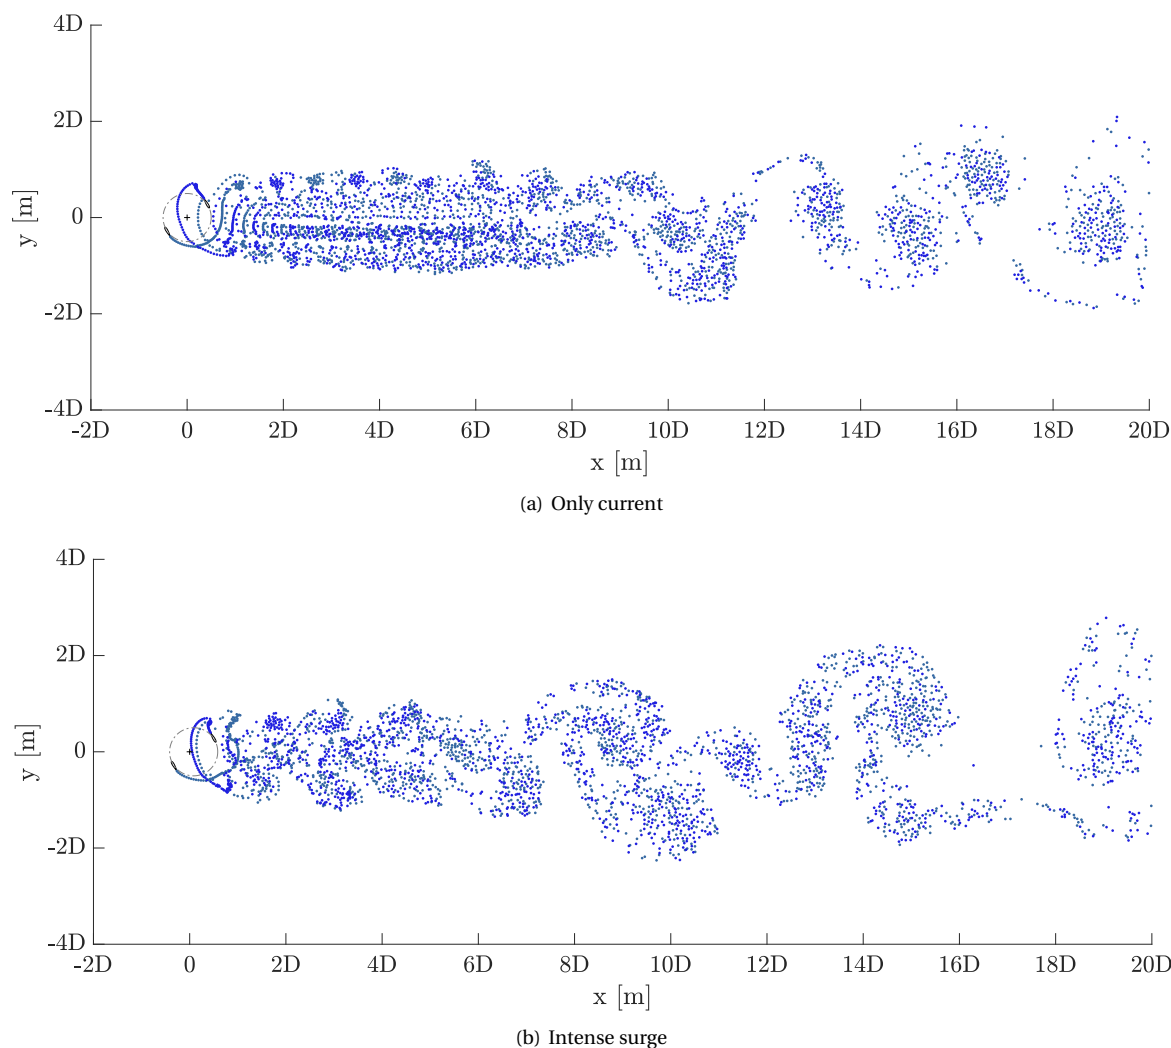 4D
2D
y [m]
0
-2D
-4D
-2D 0 2D 4D 6D 8D 10D 12D 14D 16D 18D 20D
x [m]
(a) Only current
4D
2D
y [m]
0
-2D
-4D
-2D 0 2D 4D 6D 8D 10D 12D 14D 16D 18D 20D
x [m]
(b) Intense surge